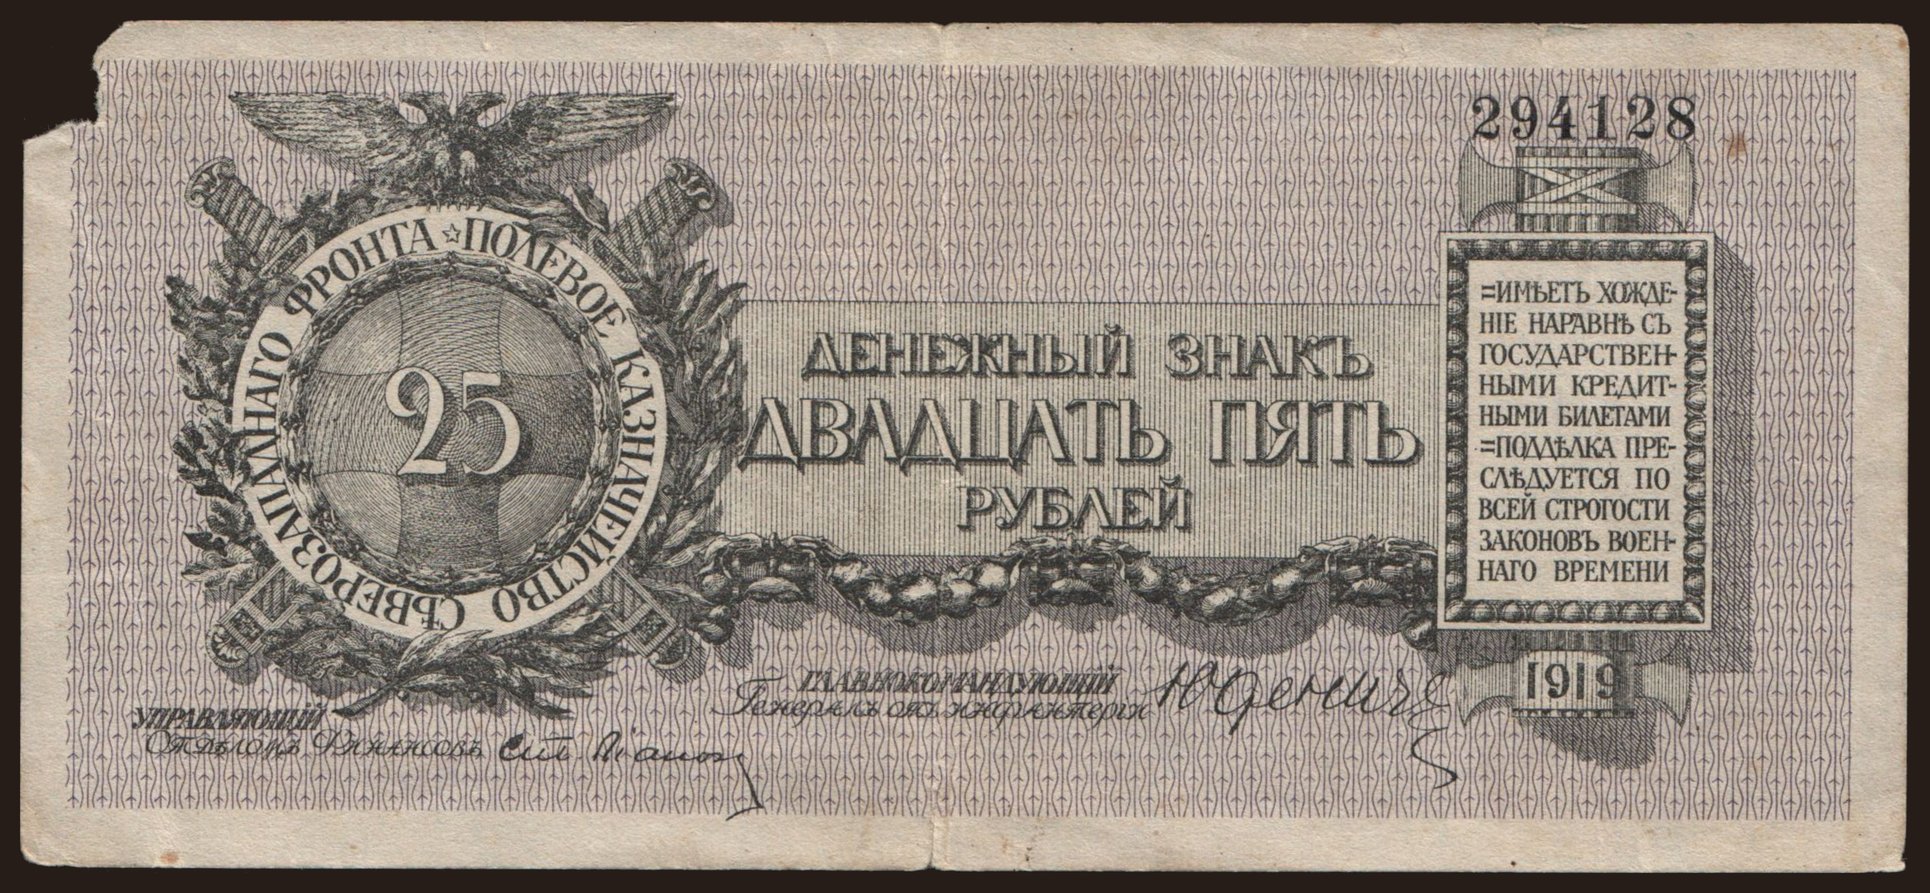 294128
ПОЛЕВОЕ КАЗНАЧЕЙСТВО СѢВЕРОЗАПАДНАГО ФРОНТА
25
ДЕНЕЖНЫЙ ЗНАКЪ
ДВАДЦАТЬ ПЯТЬ
РУБЛЕЙ
=ИМѢЕТЪ ХОЖДЕ-
НІЕ НАРАВНѢ СЪ
ГОСУДАРСТВЕН-
НЫМИ КРЕДИТ-
НЫМИ БИЛЕТАМИ
=ПОДДѢЛКА ПРЕ-
СЛѢДУЕТСЯ ПО
ВСЕЙ СТРОГОСТИ
ЗАКОНОВЪ ВОЕН-
НАГО ВРЕМЕНИ
1919
ГЛАВНОКОМАНДУЮЩІЙ
Генералъ отъ инфантеріи Юденичъ
УПРАВЛЯЮЩІЙ
Отдѣломъ Финансовъ